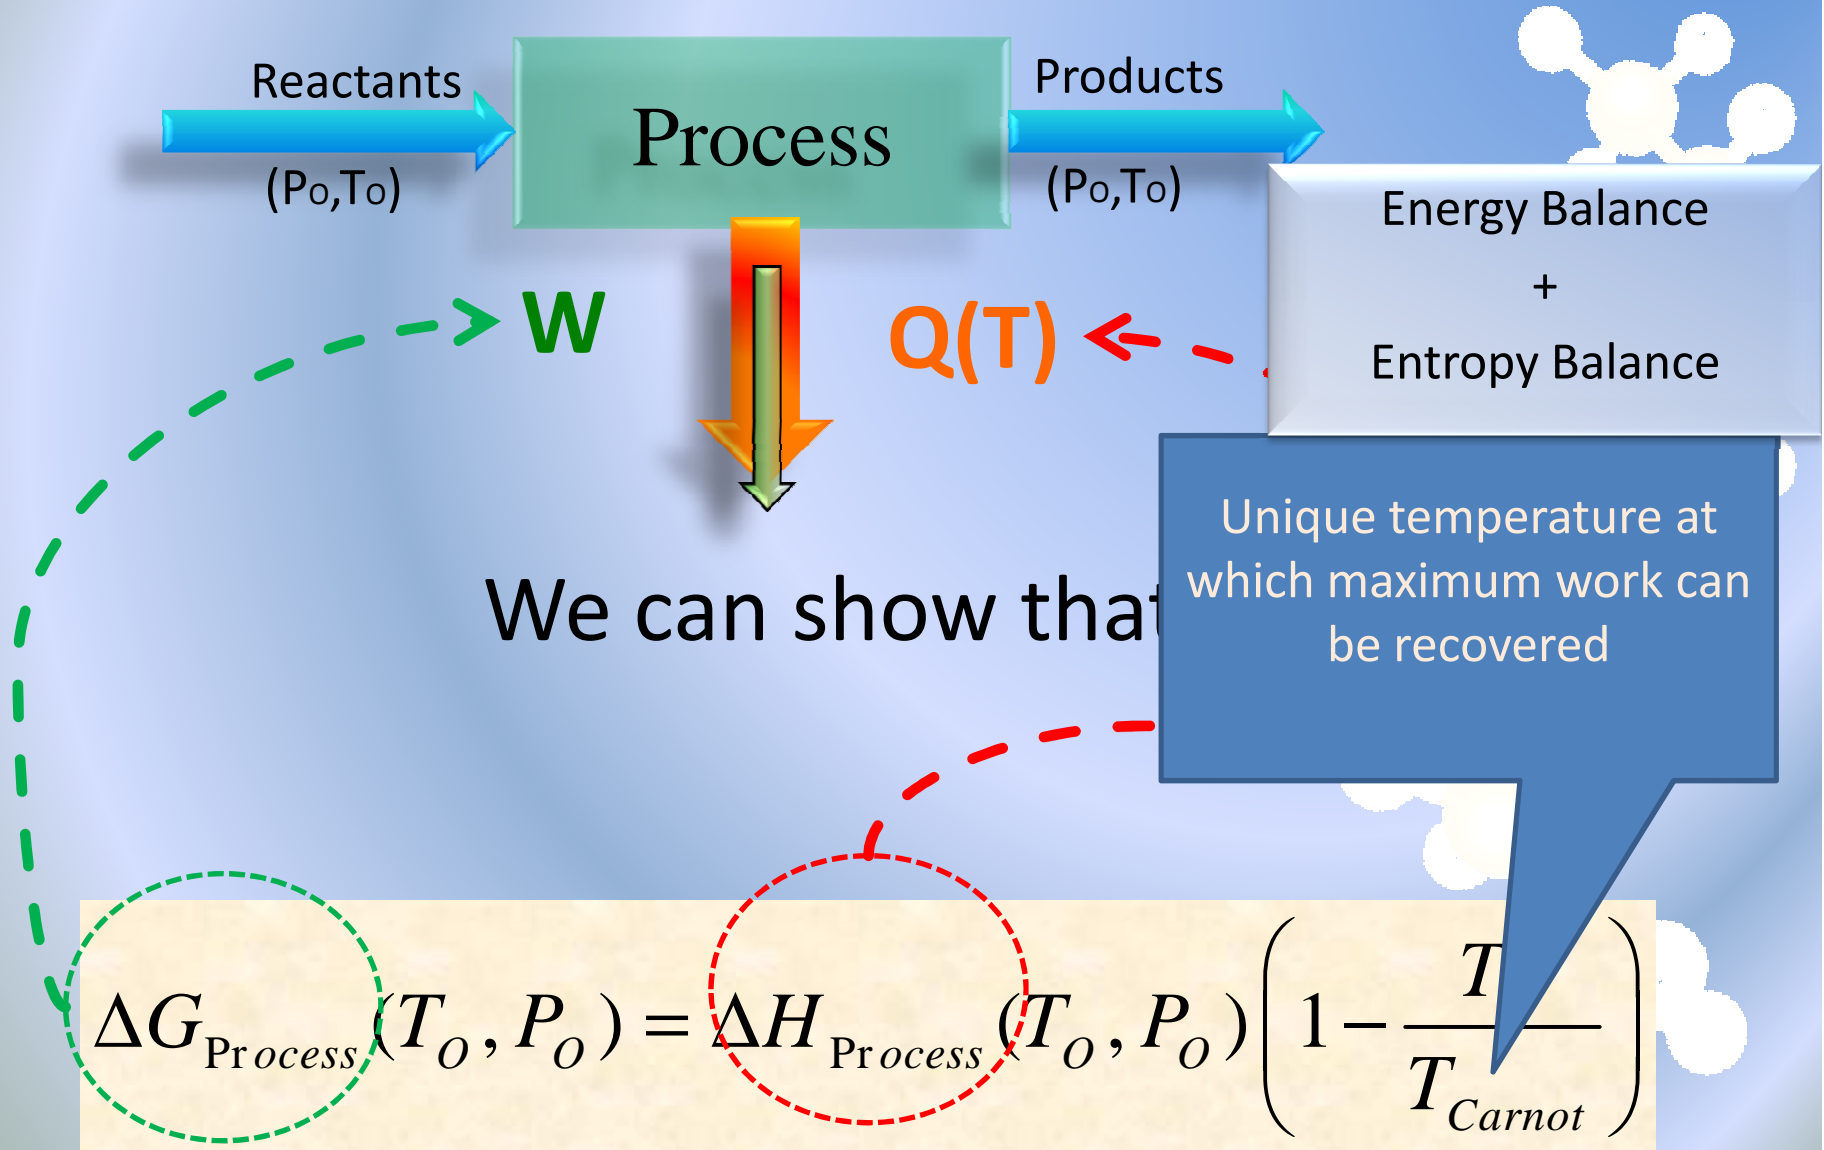 Reactants
Products
Process
(Po,To)
(Po,To)
Energy Balance
+
Entropy Balance
W
Q(T)
We can show that
Unique temperature at
which maximum work can
be recovered
ΔG_Process (T_O, P_O) = ΔH_Process (T_O, P_O) (1 − T / T_Carnot)